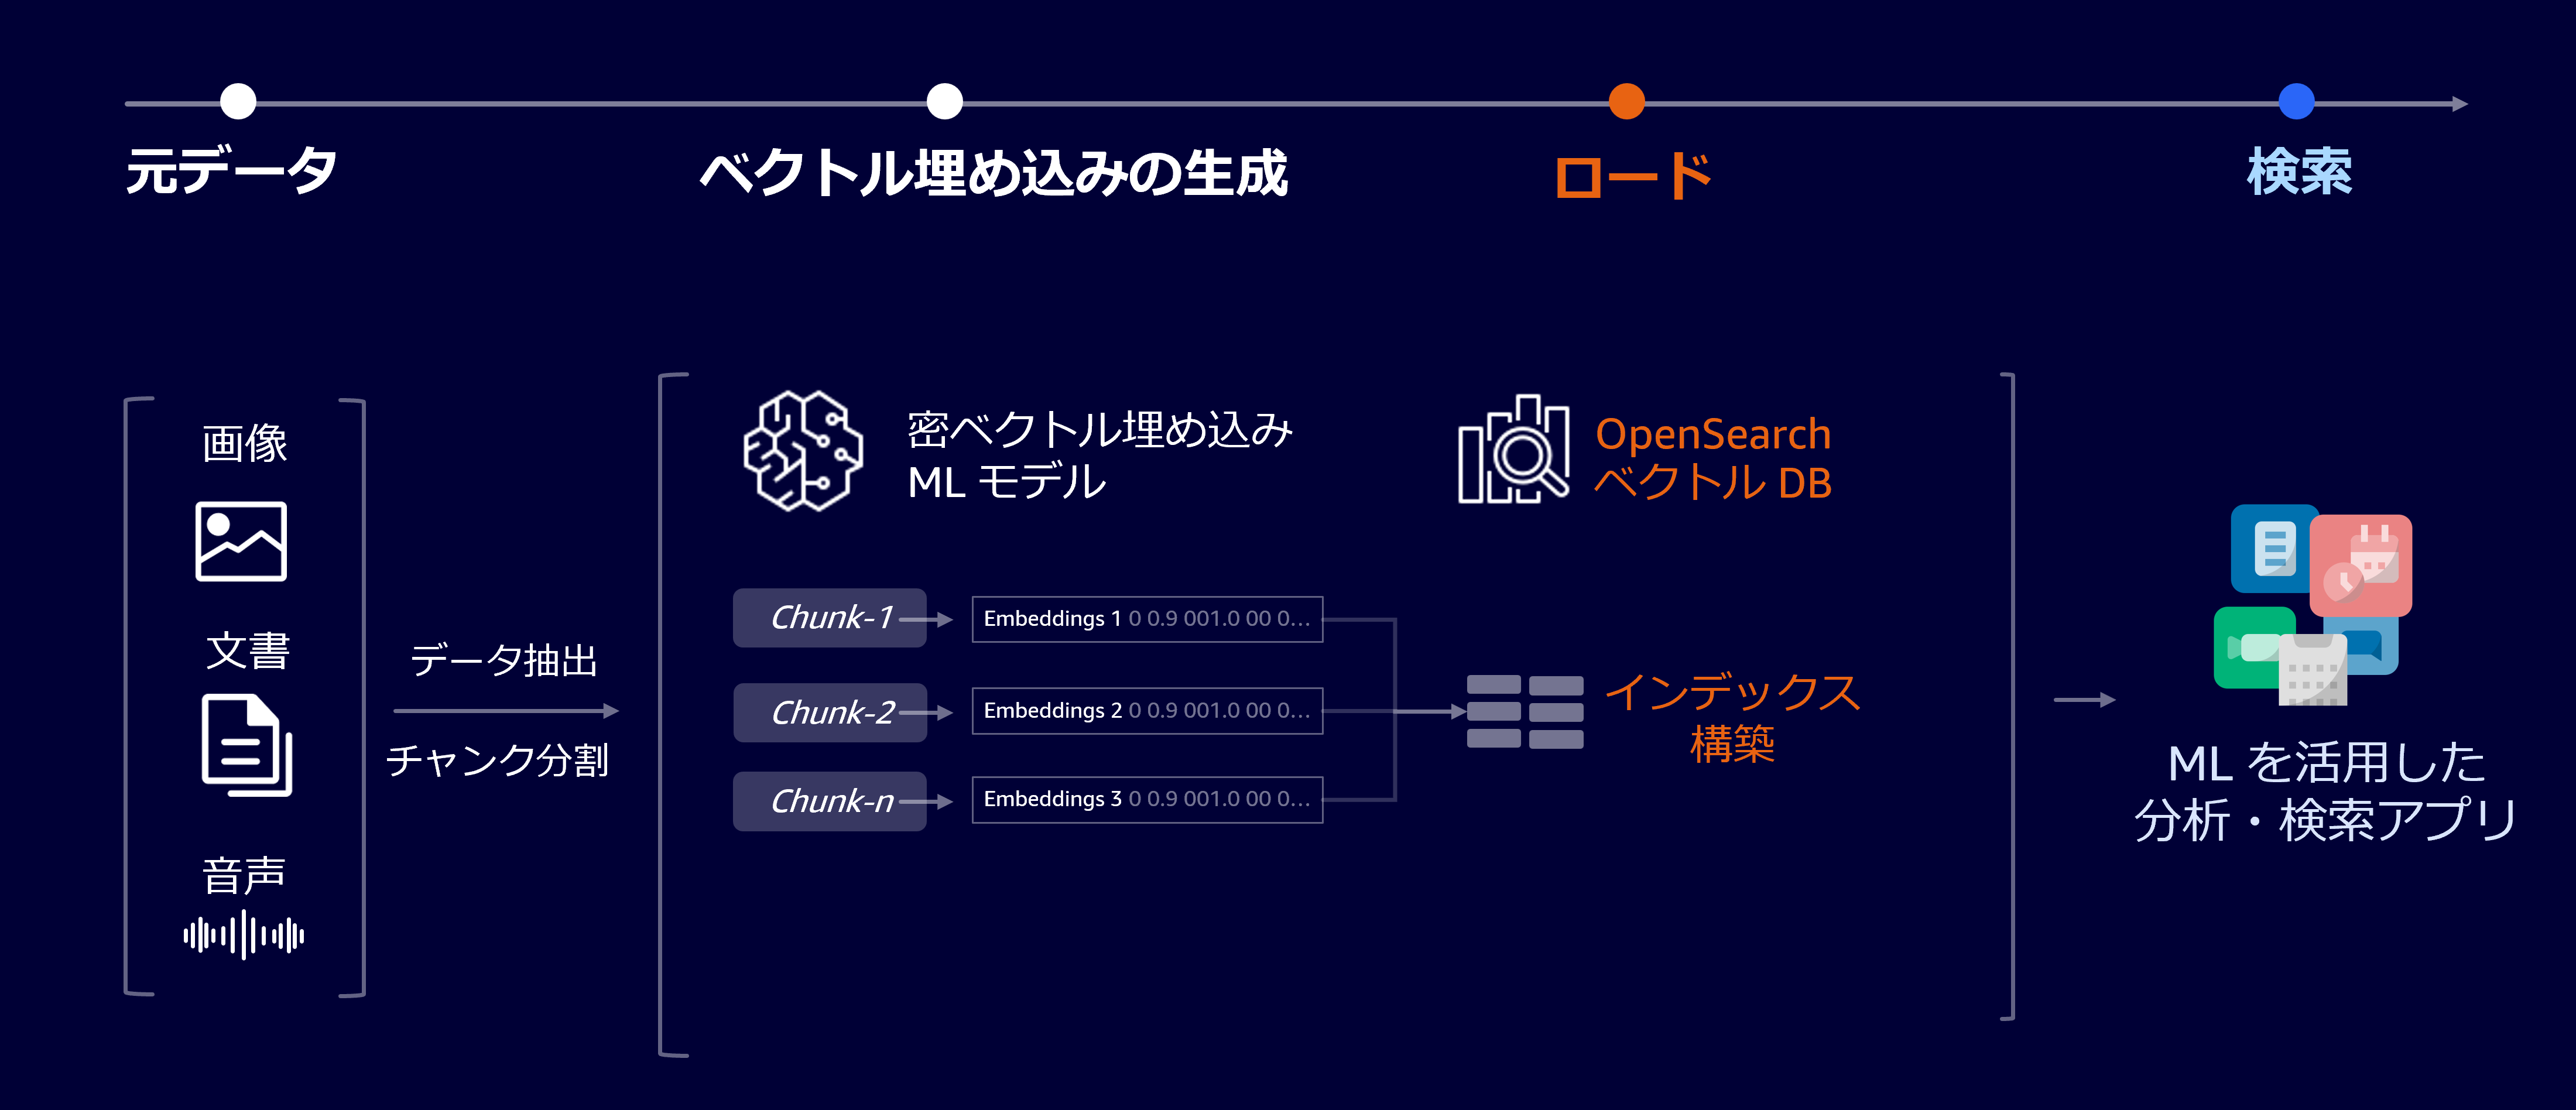 元データ
ベクトル埋め込みの生成
ロード
検索
画像
文書
音声
データ抽出
チャンク分割
密ベクトル埋め込み
ML モデル
Chunk-1
Embeddings 1 0 0.9 001.0 00 0...
Chunk-2
Embeddings 2 0 0.9 001.0 00 0...
Chunk-n
Embeddings 3 0 0.9 001.0 00 0...
OpenSearch
ベクトル DB
インデックス
構築
ML を活用した
分析・検索アプリ